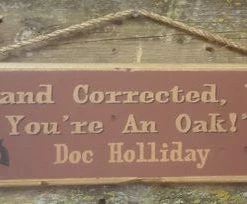 and Corrected,
You're An Oak!"
Doc Holliday